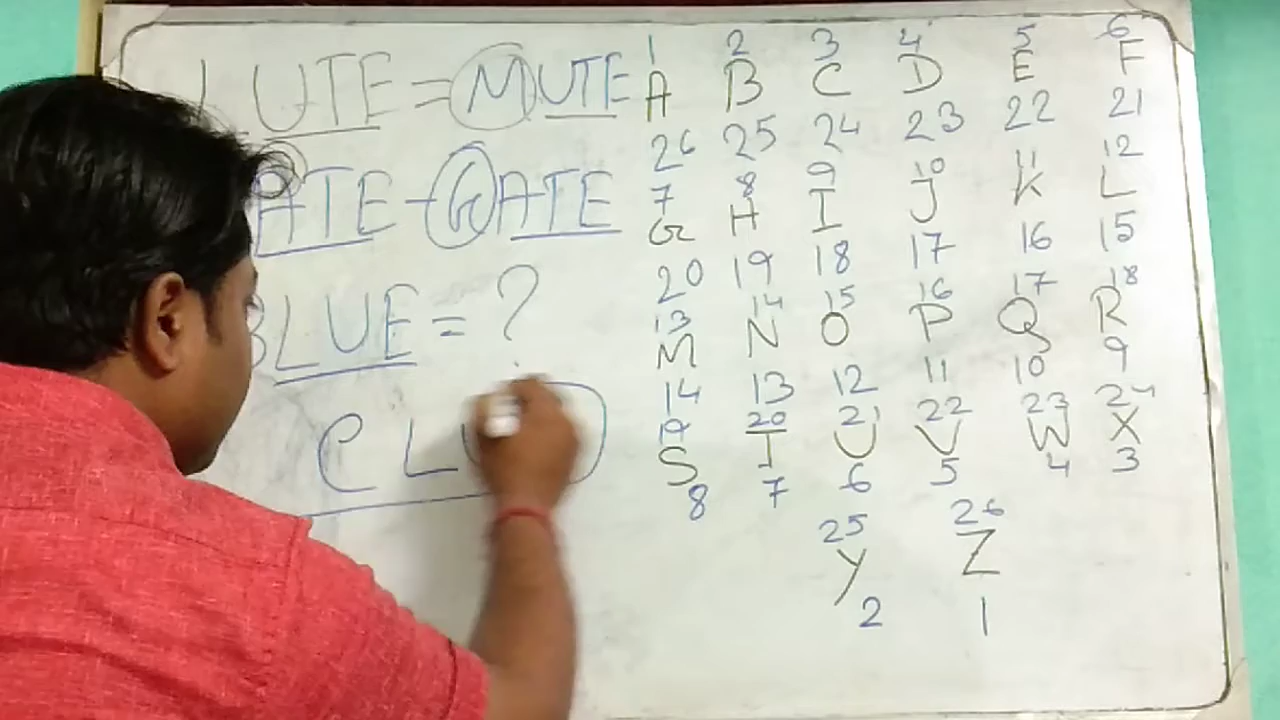 LUTE = MUTE
ATE - GATE
BLUE = ?
CLU
1 2 3 4 5 6
A B C D E F
26 25 24 23 22 21
7 8 9 10 11 12
G H I J K L
20 19 18 17 16 15
13 14 15 16 17 18
M N O P Q R
14 13 12 11 10 9
19 20 21 22 23 24
S T U V W X
8 7 6 5 4 3
25 26
Y Z
2 1